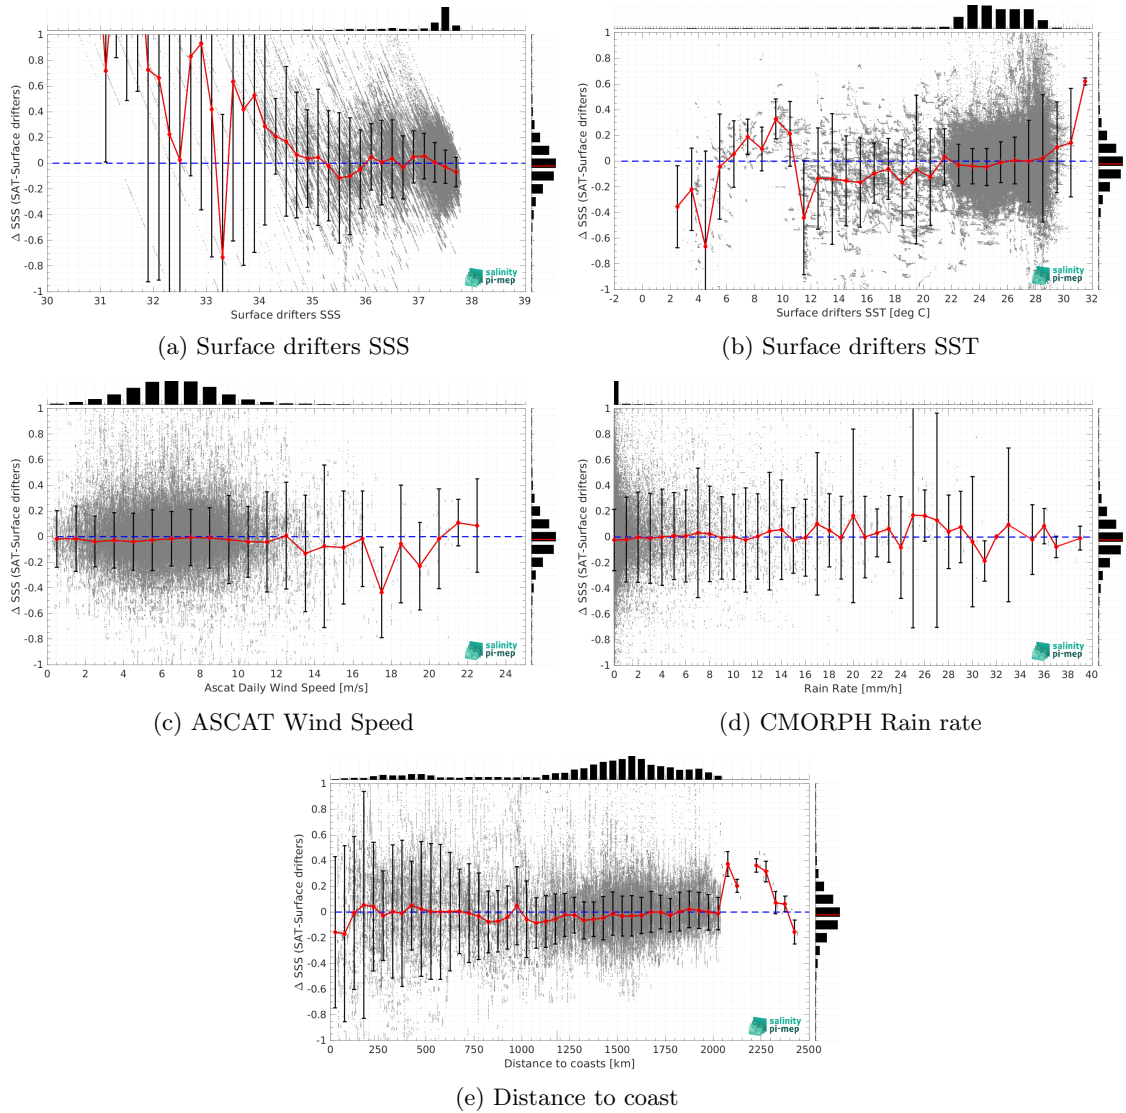 1
0.8
0.6
0.4
0.2
0
-0.2
-0.4
-0.6
-0.8
-1
Δ SSS (SAT-Surface drifters)
30 31 32 33 34 35 36 37 38 39
Surface drifters SSS
salinity
pi-mep
(a) Surface drifters SSS
1
0.8
0.6
0.4
0.2
0
-0.2
-0.4
-0.6
-0.8
-1
Δ SSS (SAT-Surface drifters)
-2 0 2 4 6 8 10 12 14 16 18 20 22 24 26 28 30 32
Surface drifters SST [deg C]
salinity
pi-mep
(b) Surface drifters SST
1
0.8
0.6
0.4
0.2
0
-0.2
-0.4
-0.6
-0.8
-1
Δ SSS (SAT-Surface drifters)
0 2 4 6 8 10 12 14 16 18 20 22 24
Ascat Daily Wind Speed [m/s]
salinity
pi-mep
(c) ASCAT Wind Speed
1
0.8
0.6
0.4
0.2
0
-0.2
-0.4
-0.6
-0.8
-1
Δ SSS (SAT-Surface drifters)
0 2 4 6 8 10 12 14 16 18 20 22 24 26 28 30 32 34 36 38 40
Rain Rate [mm/h]
salinity
pi-mep
(d) CMORPH Rain rate
1
0.8
0.6
0.4
0.2
0
-0.2
-0.4
-0.6
-0.8
-1
Δ SSS (SAT-Surface drifters)
0 250 500 750 1000 1250 1500 1750 2000 2250 2500
Distance to coasts [km]
salinity
pi-mep
(e) Distance to coast